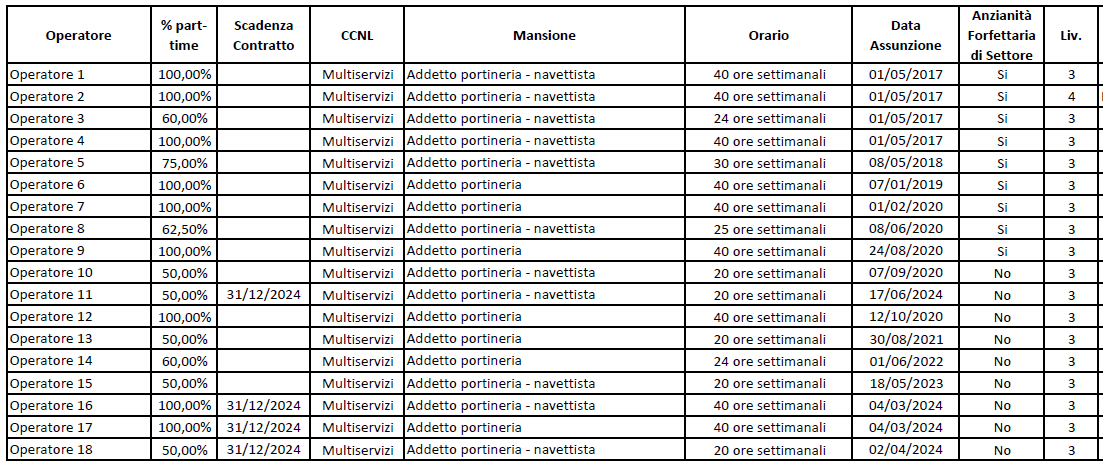 Operatore % part-time Scadenza Contratto CCNL Mansione Orario Data Assunzione Anzianità Forfettaria di Settore Liv.
Operatore 1 100,00% Multiservizi Addetto portineria - navettista 40 ore settimanali 01/05/2017 Si 3
Operatore 2 100,00% Multiservizi Addetto portineria - navettista 40 ore settimanali 01/05/2017 Si 4
Operatore 3 60,00% Multiservizi Addetto portineria - navettista 24 ore settimanali 01/05/2017 Si 3
Operatore 4 100,00% Multiservizi Addetto portineria - navettista 40 ore settimanali 01/05/2017 Si 3
Operatore 5 75,00% Multiservizi Addetto portineria - navettista 30 ore settimanali 08/05/2018 Si 3
Operatore 6 100,00% Multiservizi Addetto portineria 40 ore settimanali 07/01/2019 Si 3
Operatore 7 100,00% Multiservizi Addetto portineria 40 ore settimanali 01/02/2020 Si 3
Operatore 8 62,50% Multiservizi Addetto portineria - navettista 25 ore settimanali 08/06/2020 Si 3
Operatore 9 100,00% Multiservizi Addetto portineria 40 ore settimanali 24/08/2020 Si 3
Operatore 10 50,00% Multiservizi Addetto portineria - navettista 20 ore settimanali 07/09/2020 No 3
Operatore 11 50,00% 31/12/2024 Multiservizi Addetto portineria - navettista 20 ore settimanali 17/06/2024 No 3
Operatore 12 100,00% Multiservizi Addetto portineria 40 ore settimanali 12/10/2020 No 3
Operatore 13 50,00% Multiservizi Addetto portineria 20 ore settimanali 30/08/2021 No 3
Operatore 14 60,00% Multiservizi Addetto portineria 24 ore settimanali 01/06/2022 No 3
Operatore 15 50,00% Multiservizi Addetto portineria - navettista 20 ore settimanali 18/05/2023 No 3
Operatore 16 100,00% 31/12/2024 Multiservizi Addetto portineria - navettista 40 ore settimanali 04/03/2024 No 3
Operatore 17 100,00% 31/12/2024 Multiservizi Addetto portineria 40 ore settimanali 04/03/2024 No 3
Operatore 18 50,00% 31/12/2024 Multiservizi Addetto portineria - navettista 20 ore settimanali 02/04/2024 No 3